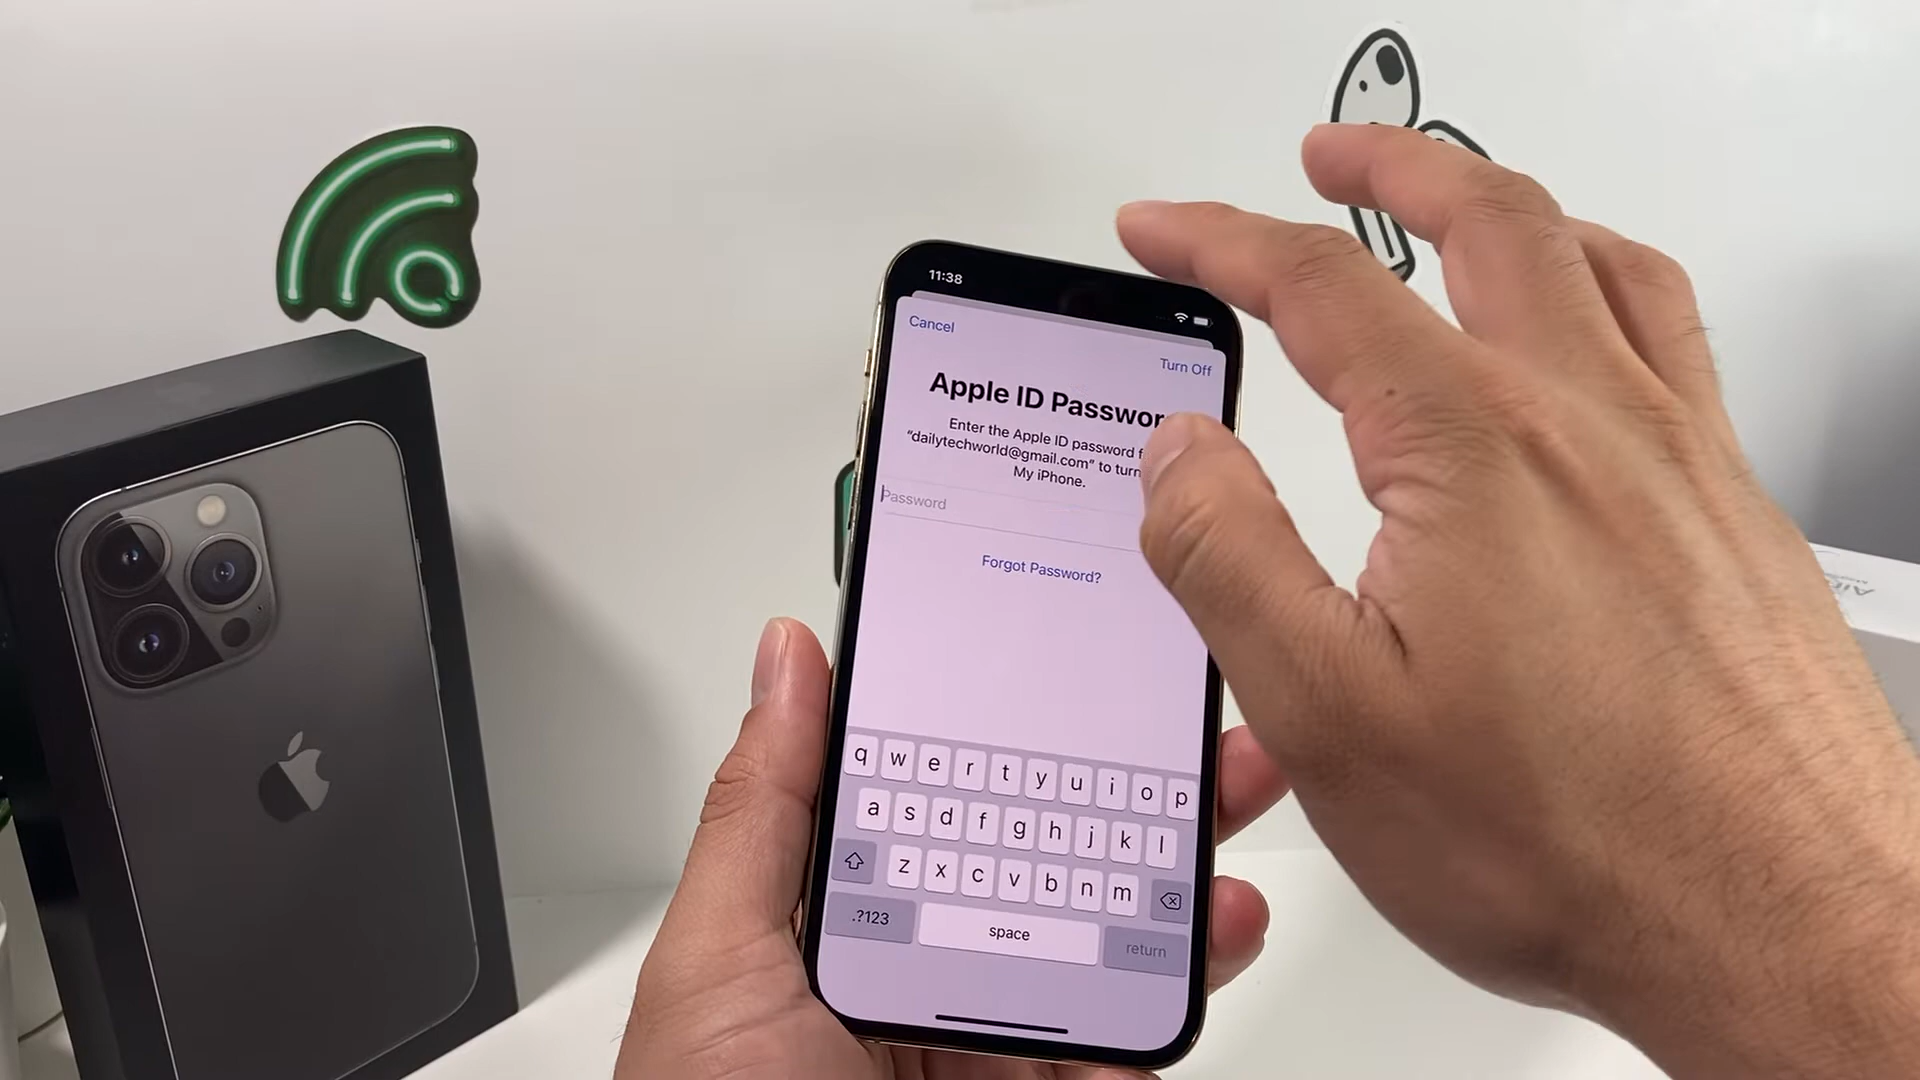 11:38
Cancel
Turn Off
Apple ID Passwor
Enter the Apple ID password f
“dailytechworld@gmail.com” to turn
My iPhone.
Password
Forgot Password?
q w e r t y u i o p
a s d f g h j k l
z x c v b n m
.?123
space
return